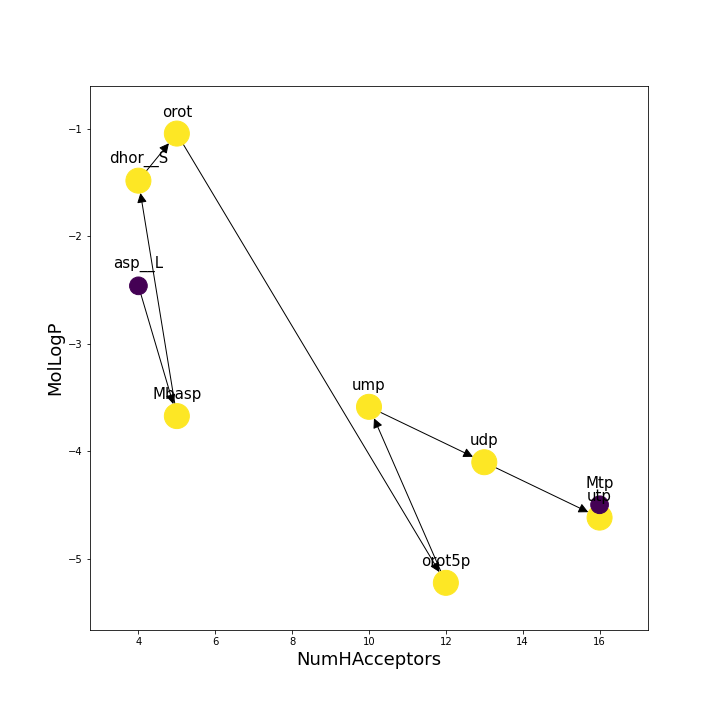 orot
dhor__S
asp__L
Mbasp
ump
udp
Mtp
utp
orot5p
−1
−2
−3
−4
−5
MolLogP
4
6
8
10
12
14
16
NumHAcceptors